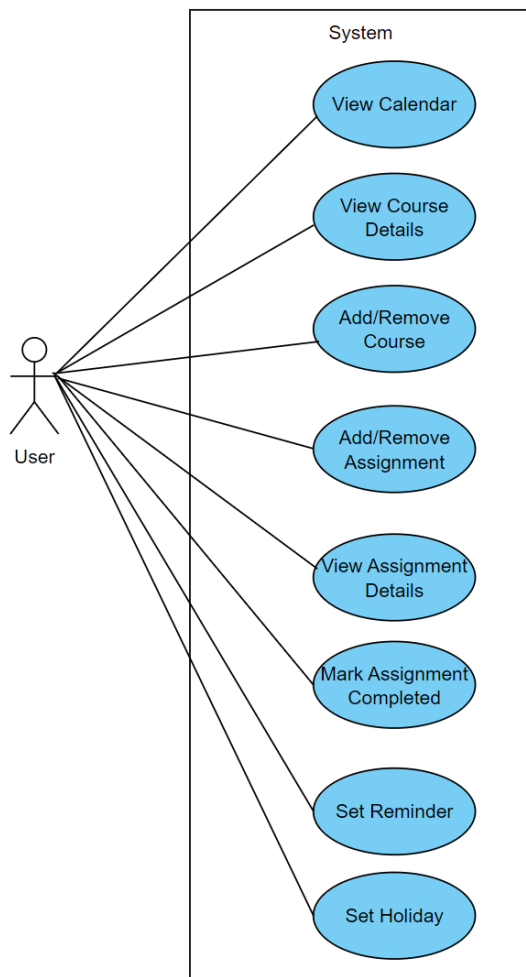 System
View Calendar
View Course
Details
Add/Remove
Course
User
Add/Remove
Assignment
View Assignment
Details
Mark Assignment
Completed
Set Reminder
Set Holiday